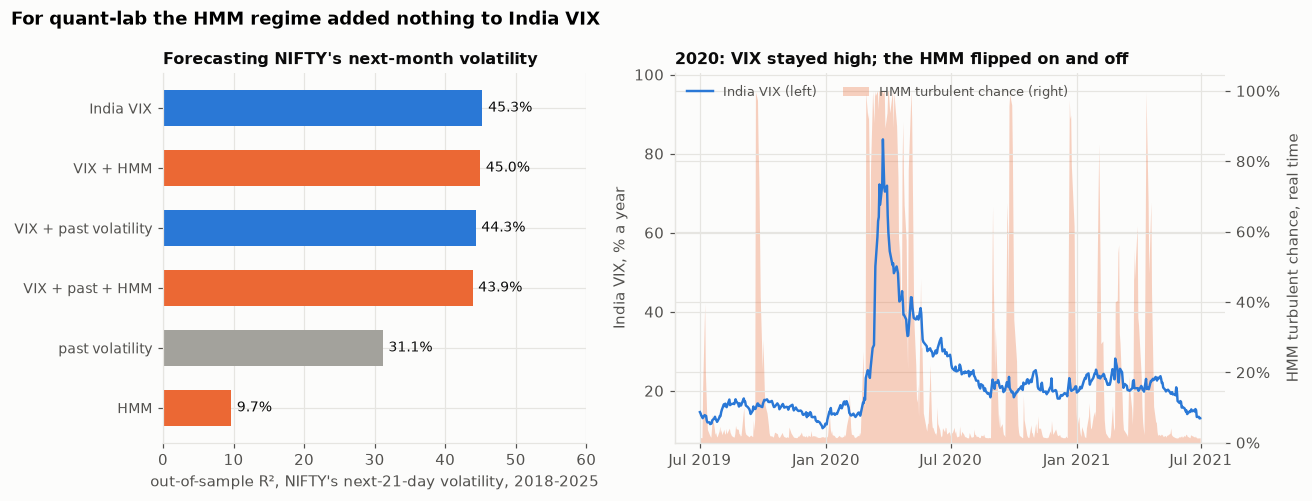 For quant-lab the HMM regime added nothing to India VIX
Forecasting NIFTY's next-month volatility
India VIX
45.3%
VIX + HMM
45.0%
VIX + past volatility
44.3%
VIX + past + HMM
43.9%
past volatility
31.1%
HMM
9.7%
0 10 20 30 40 50 60
out-of-sample R², NIFTY's next-21-day volatility, 2018-2025
2020: VIX stayed high; the HMM flipped on and off
India VIX (left) HMM turbulent chance (right)
India VIX, % a year
100
80
60
40
20
Jul 2019 Jan 2020 Jul 2020 Jan 2021 Jul 2021
100%
80%
60%
40%
20%
0%
HMM turbulent chance, real time